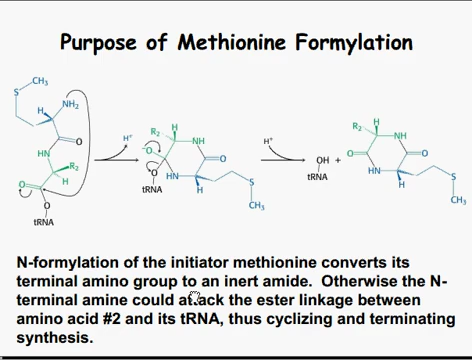 Purpose of Methionine Formylation
CH3
S
H
NH2
O
HN
R2
H
O
O
tRNA
H+
R2
H
NH
-O
O
O
HN
tRNA
H
S
CH3
H+
OH +
tRNA
R2
H
NH
O
O
HN
H
S
CH3
N-formylation of the initiator methionine converts its
terminal amino group to an inert amide. Otherwise the N-
terminal amine could attack the ester linkage between
amino acid #2 and its tRNA, thus cyclizing and terminating
synthesis.